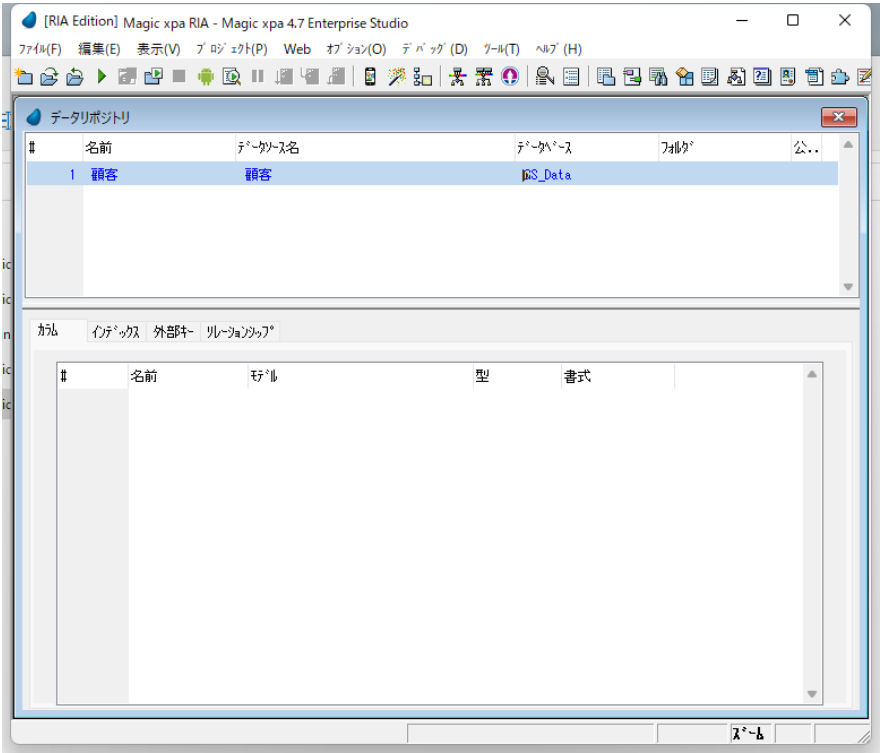 [RIA Edition] Magic xpa RIA - Magic xpa 4.7 Enterprise Studio
ﾌｧｲﾙ(F) 編集(E) 表示(V) ﾌﾟﾛｼﾞｪｸﾄ(P) Web ｵﾌﾟｼｮﾝ(O) ﾃﾞﾊﾞｯｸﾞ(D) ﾂｰﾙ(T) ﾍﾙﾌﾟ(H)
データリポジトリ
# 名前 ﾃﾞｰﾀｿｰｽ名 ﾃﾞｰﾀﾍﾞｰｽ ﾌｫﾙﾀﾞ 公..
1 顧客 顧客 GS_Data
ｶﾗﾑ ｲﾝﾃﾞｯｸｽ 外部ｷｰ ﾘﾚｰｼｮﾝｼｯﾌﾟ
# 名前 ﾓﾃﾞﾙ 型 書式
ｽﾞｰﾑ